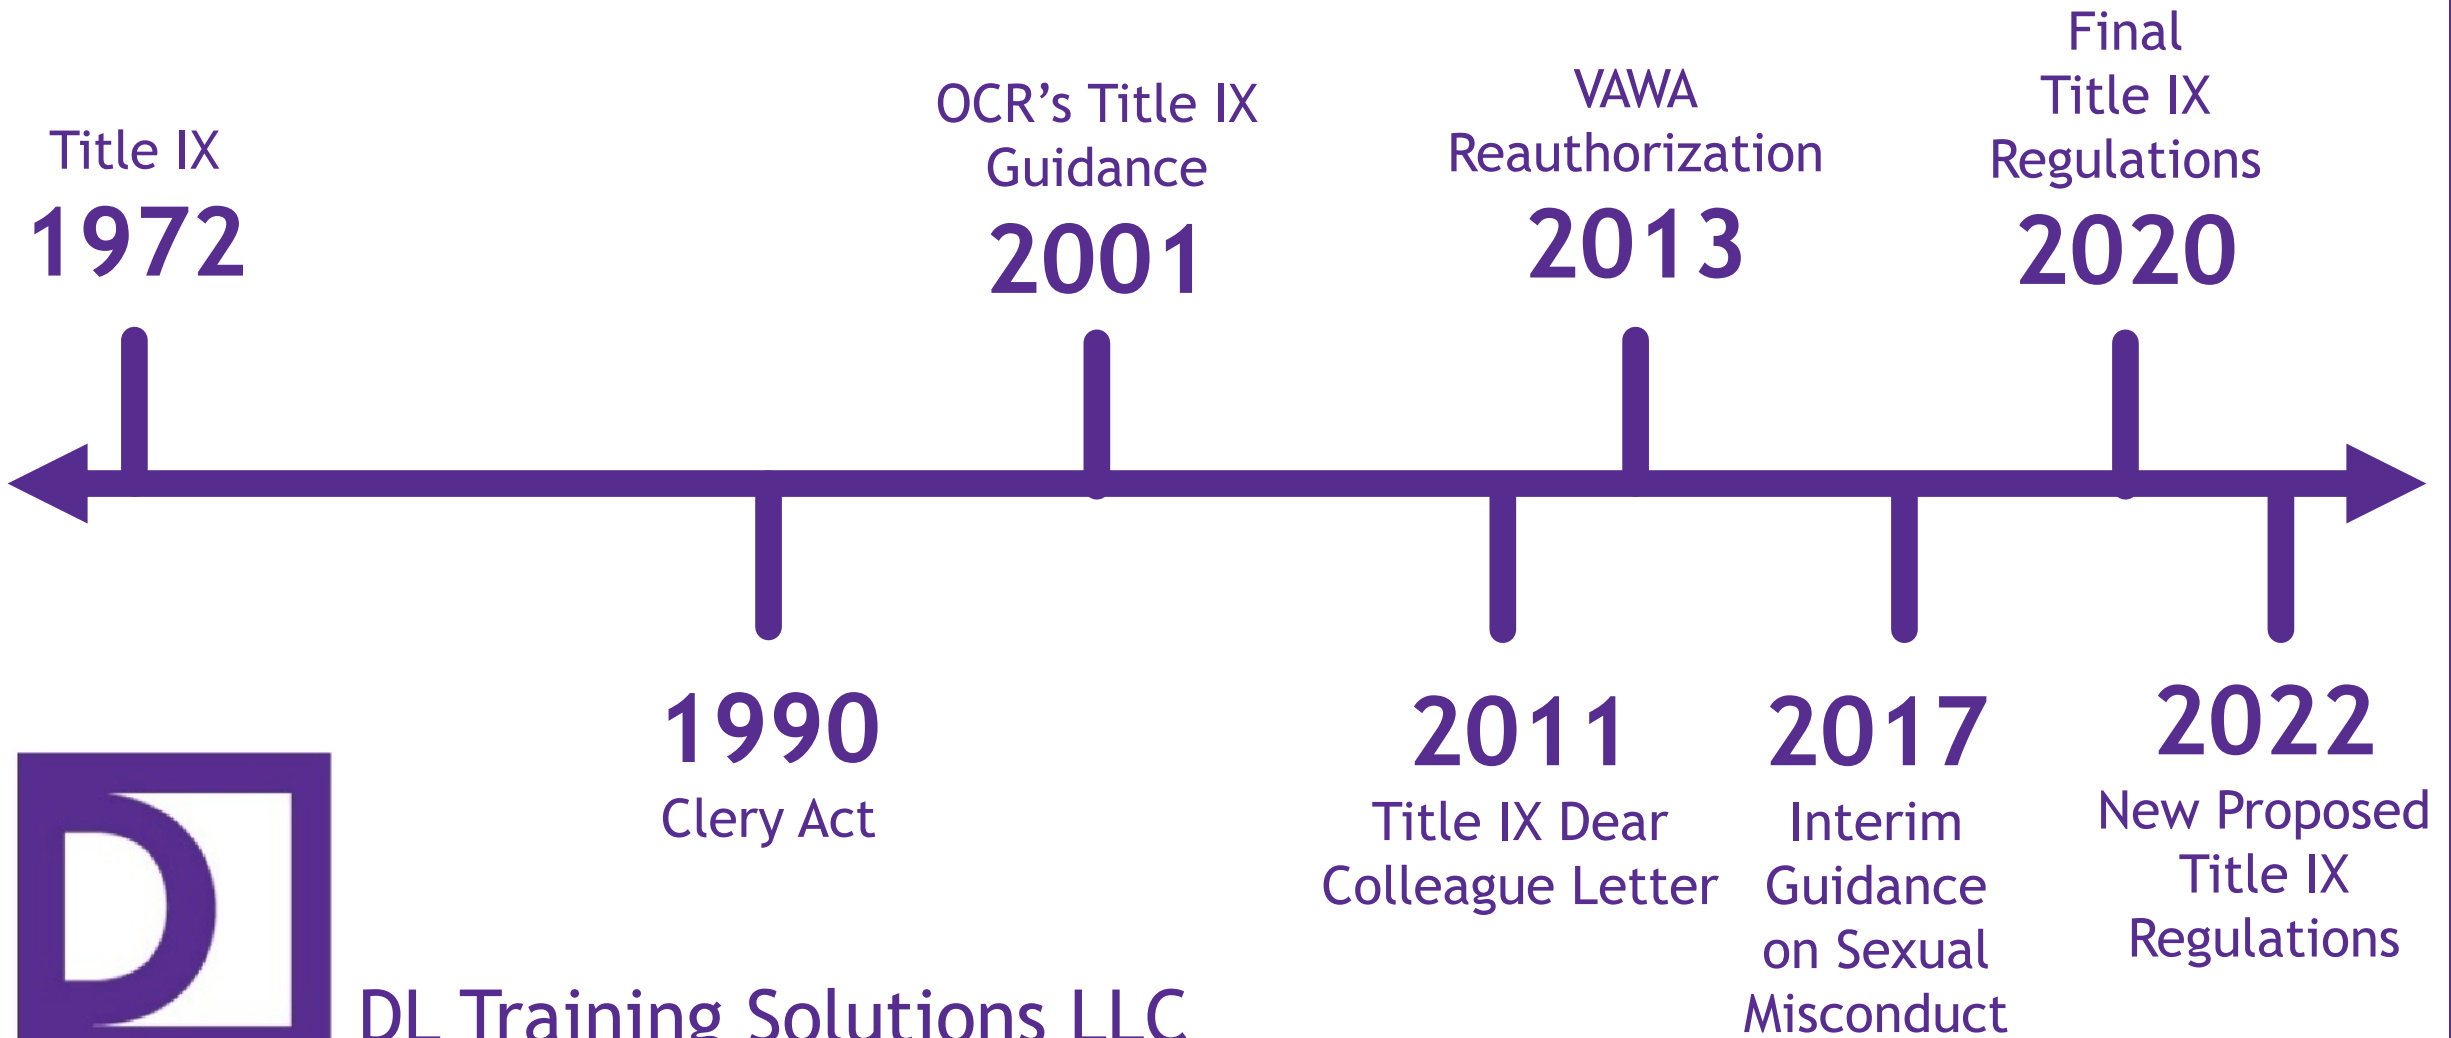 Title IX
1972
1990
Clery Act
OCR’s Title IX
Guidance
2001
2011
Title IX Dear
Colleague Letter
VAWA
Reauthorization
2013
2017
Interim
Guidance
on Sexual
Misconduct
Final
Title IX
Regulations
2020
2022
New Proposed
Title IX
Regulations
D
DL Training Solutions LLC